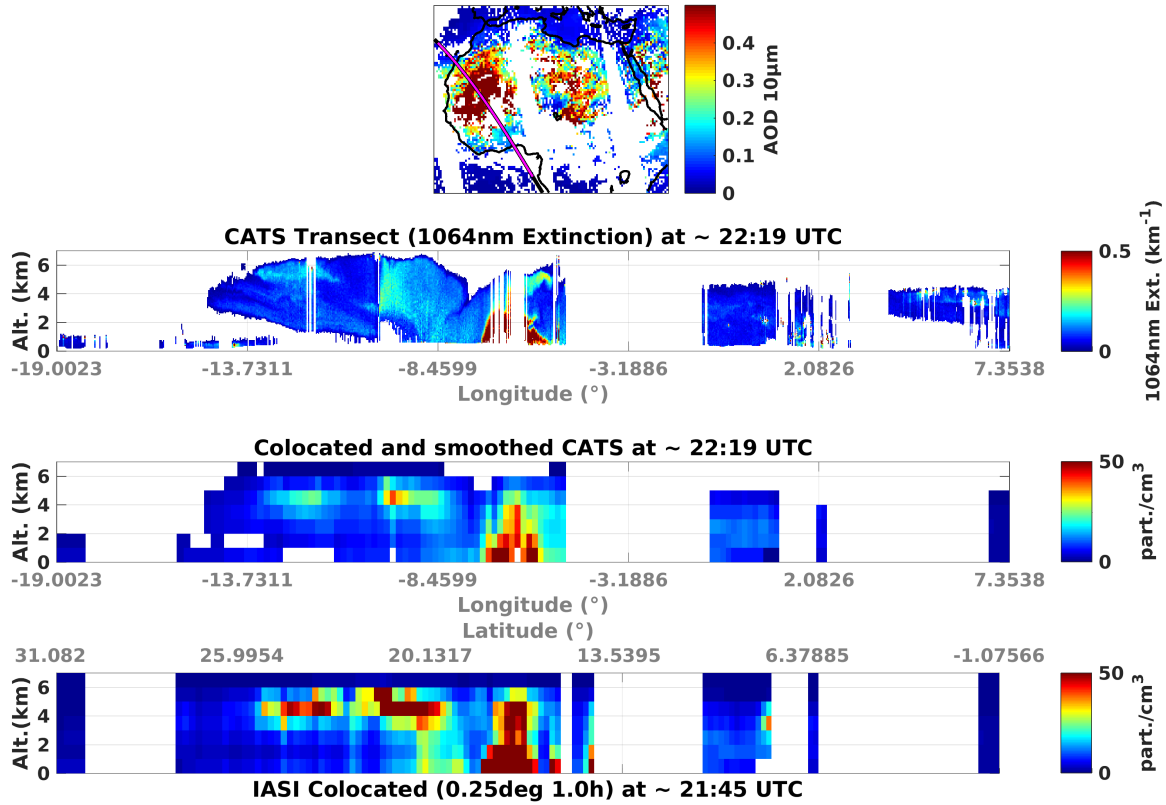 0.4
0.3
0.2
0.1
0
AOD 10μm
CATS Transect (1064nm Extinction) at ~ 22:19 UTC
6
4
2
0
Alt. (km)
-19.0023 -13.7311 -8.4599 -3.1886 2.0826 7.3538
Longitude (°)
0.5
0
1064nm Ext. (km-1)
Colocated and smoothed CATS at ~ 22:19 UTC
6
4
2
0
Alt. (km)
-19.0023 -13.7311 -8.4599 -3.1886 2.0826 7.3538
Longitude (°)
50
0
part./cm3
Latitude (°)
31.082 25.9954 20.1317 13.5395 6.37885 -1.07566
6
4
2
0
Alt.(km)
50
0
part./cm3
IASI Colocated (0.25deg 1.0h) at ~ 21:45 UTC